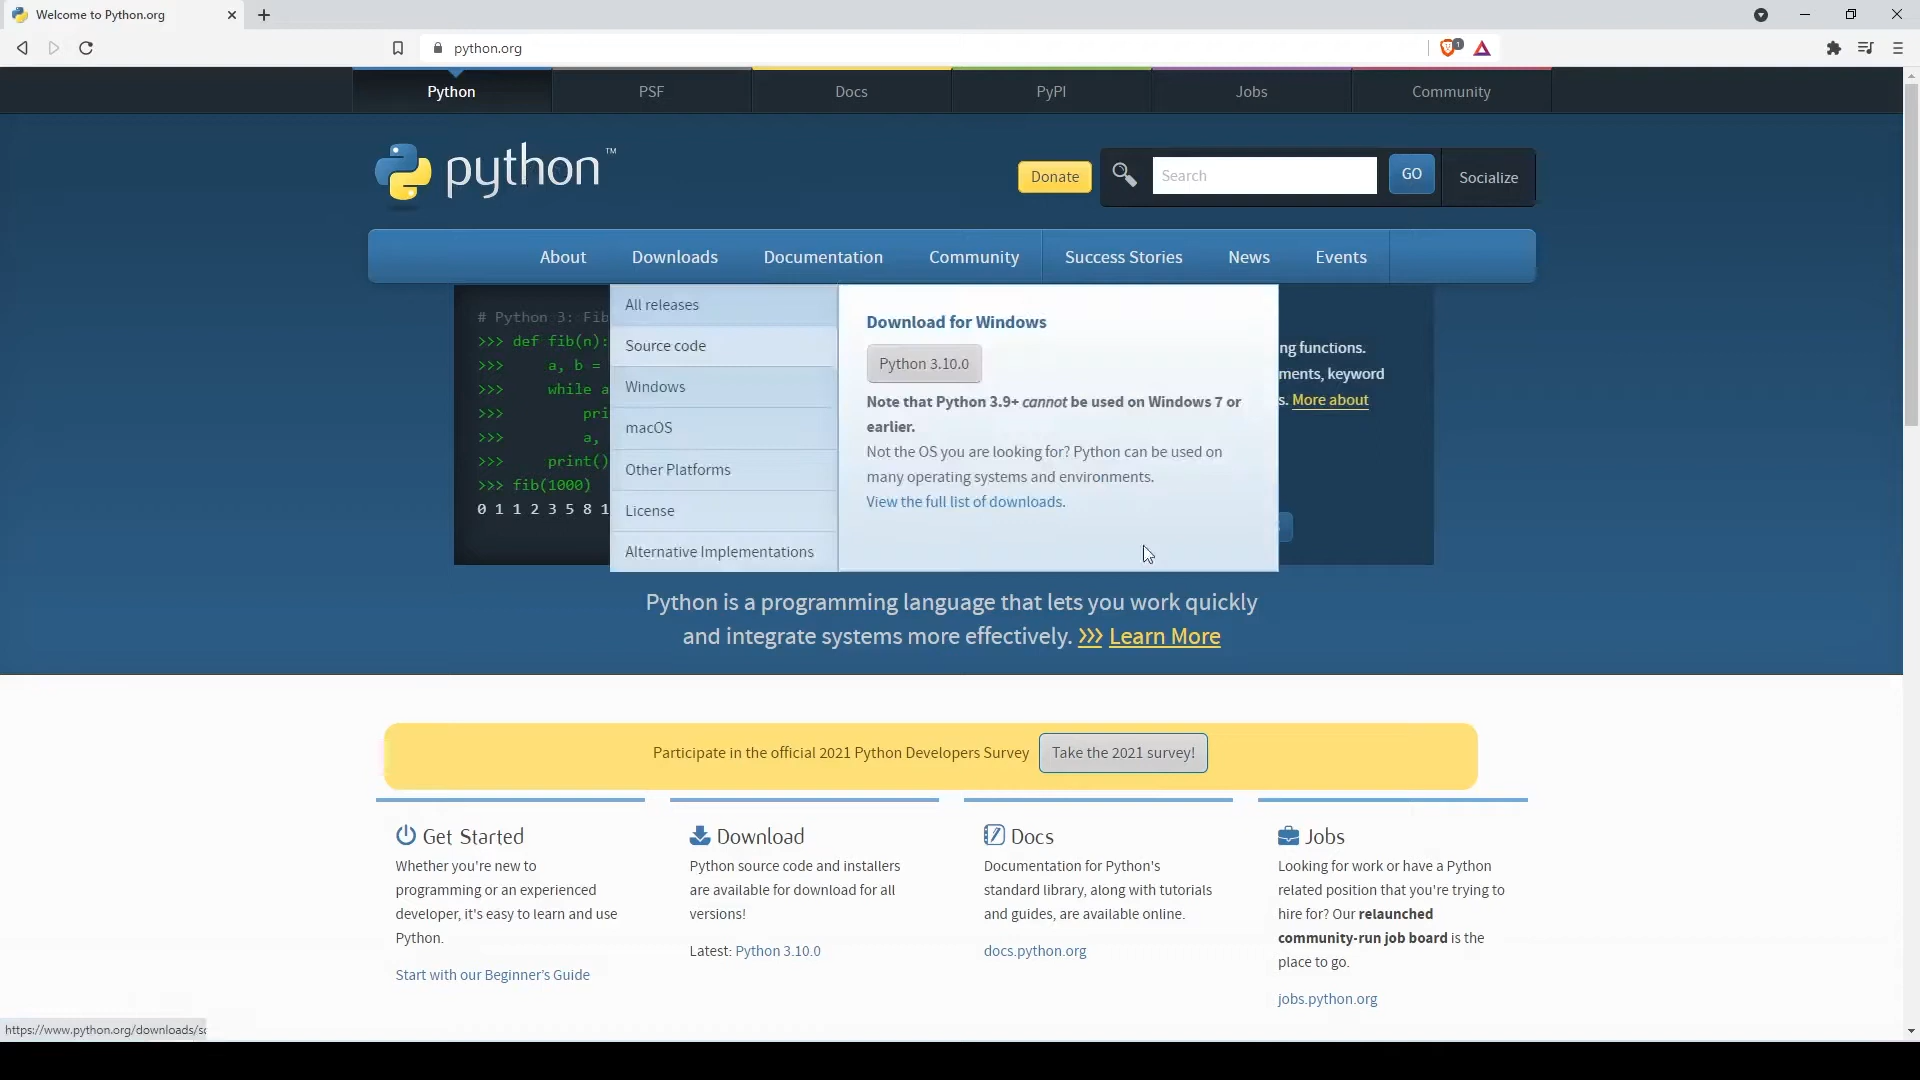 Welcome to Python.org
python.org
1
Python
PSF
Docs
PyPI
Jobs
Community
python™
Donate
Search
GO
Socialize
About
Downloads
Documentation
Community
Success Stories
News
Events
# Python 3: Fib
>>> def fib(n):
>>>     a, b =
>>>     while a
>>>         pri
>>>         a,
>>>     print()
>>> fib(1000)
0 1 1 2 3 5 8 1
All releases
Source code
Windows
macOS
Other Platforms
License
Alternative Implementations
Download for Windows
Python 3.10.0
Note that Python 3.9+ cannot be used on Windows 7 or
earlier.
Not the OS you are looking for? Python can be used on
many operating systems and environments.
View the full list of downloads.
ng functions.
ments, keyword
s. More about
Python is a programming language that lets you work quickly
and integrate systems more effectively. >>> Learn More
Participate in the official 2021 Python Developers Survey
Take the 2021 survey!
Get Started
Whether you're new to
programming or an experienced
developer, it's easy to learn and use
Python.
Start with our Beginner's Guide
Download
Python source code and installers
are available for download for all
versions!
Latest: Python 3.10.0
Docs
Documentation for Python's
standard library, along with tutorials
and guides, are available online.
docs.python.org
Jobs
Looking for work or have a Python
related position that you're trying to
hire for? Our relaunched
community-run job board is the
place to go.
jobs.python.org
https://www.python.org/downloads/so